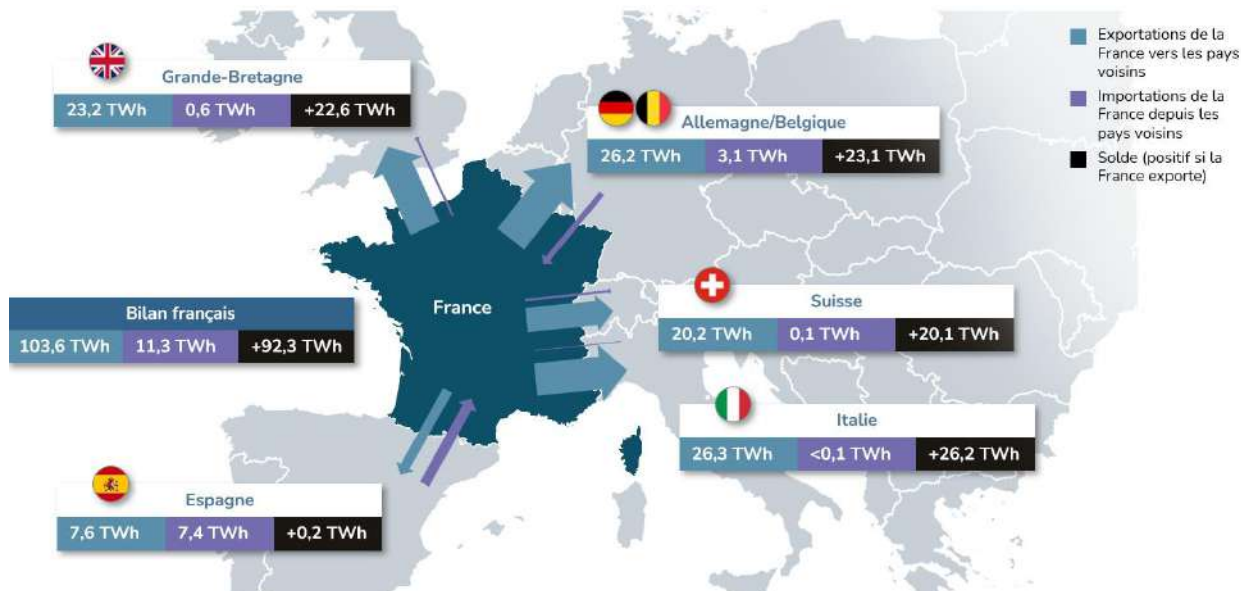 Grande-Bretagne
23,2 TWh 0,6 TWh +22,6 TWh
Allemagne/Belgique
26,2 TWh 3,1 TWh +23,1 TWh
Exportations de la
France vers les pays
voisins
Importations de la
France depuis les
pays voisins
Solde (positif si la
France exporte)
Bilan français
103,6 TWh 11,3 TWh +92,3 TWh
France
Suisse
20,2 TWh 0,1 TWh +20,1 TWh
Italie
26,3 TWh <0,1 TWh +26,2 TWh
Espagne
7,6 TWh 7,4 TWh +0,2 TWh